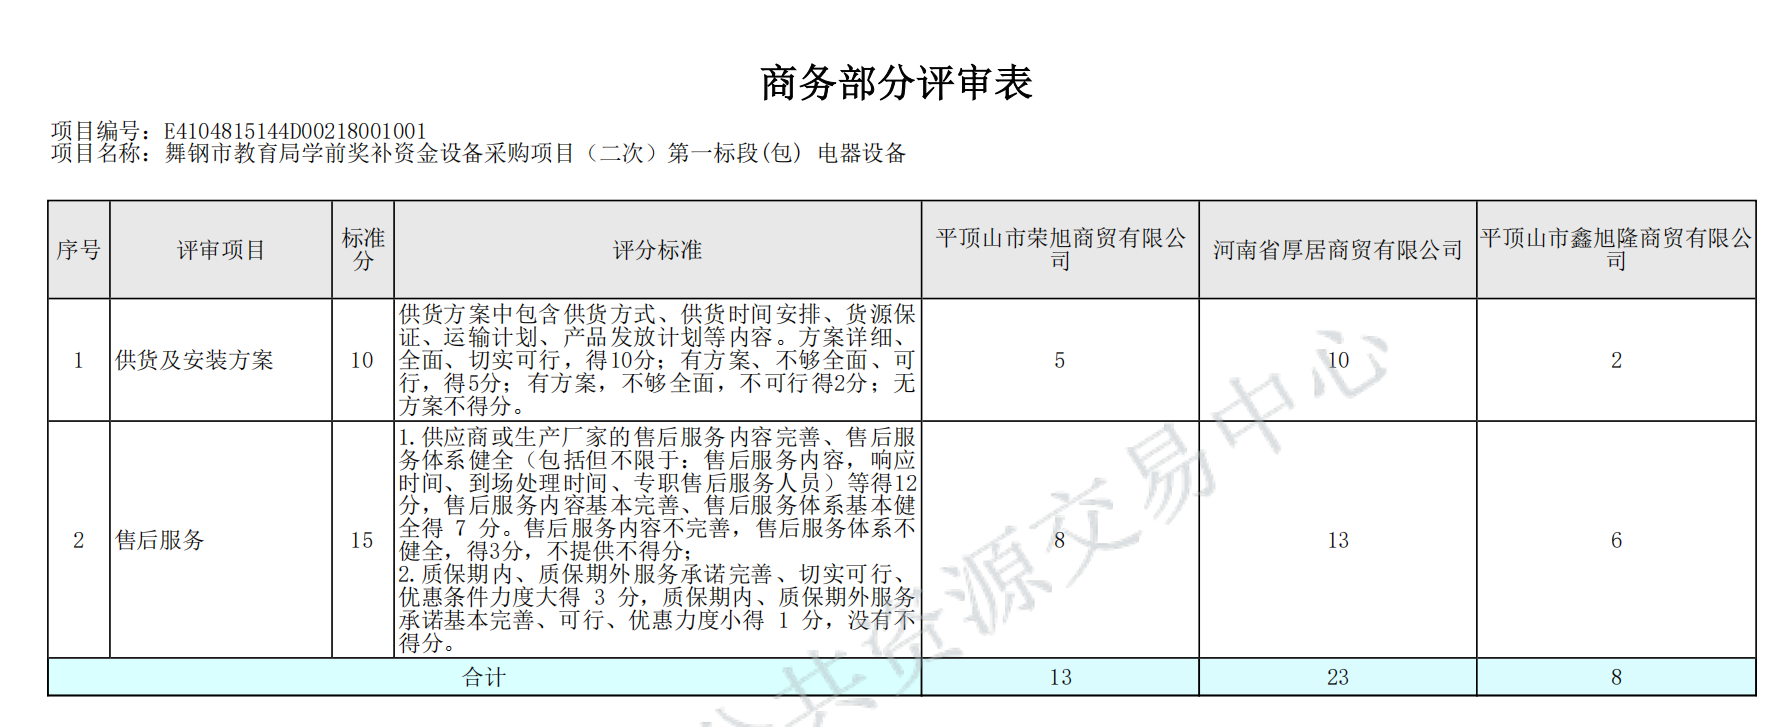 商务部分评审表
项目编号：E4104815144D00218001001
项目名称：舞钢市教育局学前奖补资金设备采购项目（二次）第一标段(包) 电器设备
序号
评审项目
标准
分
评分标准
平顶山市荣旭商贸有限公
司
河南省厚居商贸有限公司
平顶山市鑫旭隆商贸有限公
司
1
供货及安装方案
10
供货方案中包含供货方式、供货时间安排、货源保
证、运输计划、产品发放计划等内容。方案详细、
全面、切实可行，得10分；有方案、不够全面、可
行，得5分；有方案，不够全面，不可行得2分；无
方案不得分。
5
10
2
2
售后服务
15
1.供应商或生产厂家的售后服务内容完善、售后服
务体系健全（包括但不限于：售后服务内容，响应
时间、到场处理时间、专职售后服务人员）等得12
分，售后服务内容基本完善、售后服务体系基本健
全得 7 分。售后服务内容不完善，售后服务体系不
健全，得3分，不提供不得分；
2.质保期内、质保期外服务承诺完善、切实可行、
优惠条件力度大得 3 分，质保期内、质保期外服务
承诺基本完善、可行、优惠力度小得 1 分，没有不
得分。
8
13
6
合计
13
23
8
公共资源交易中心